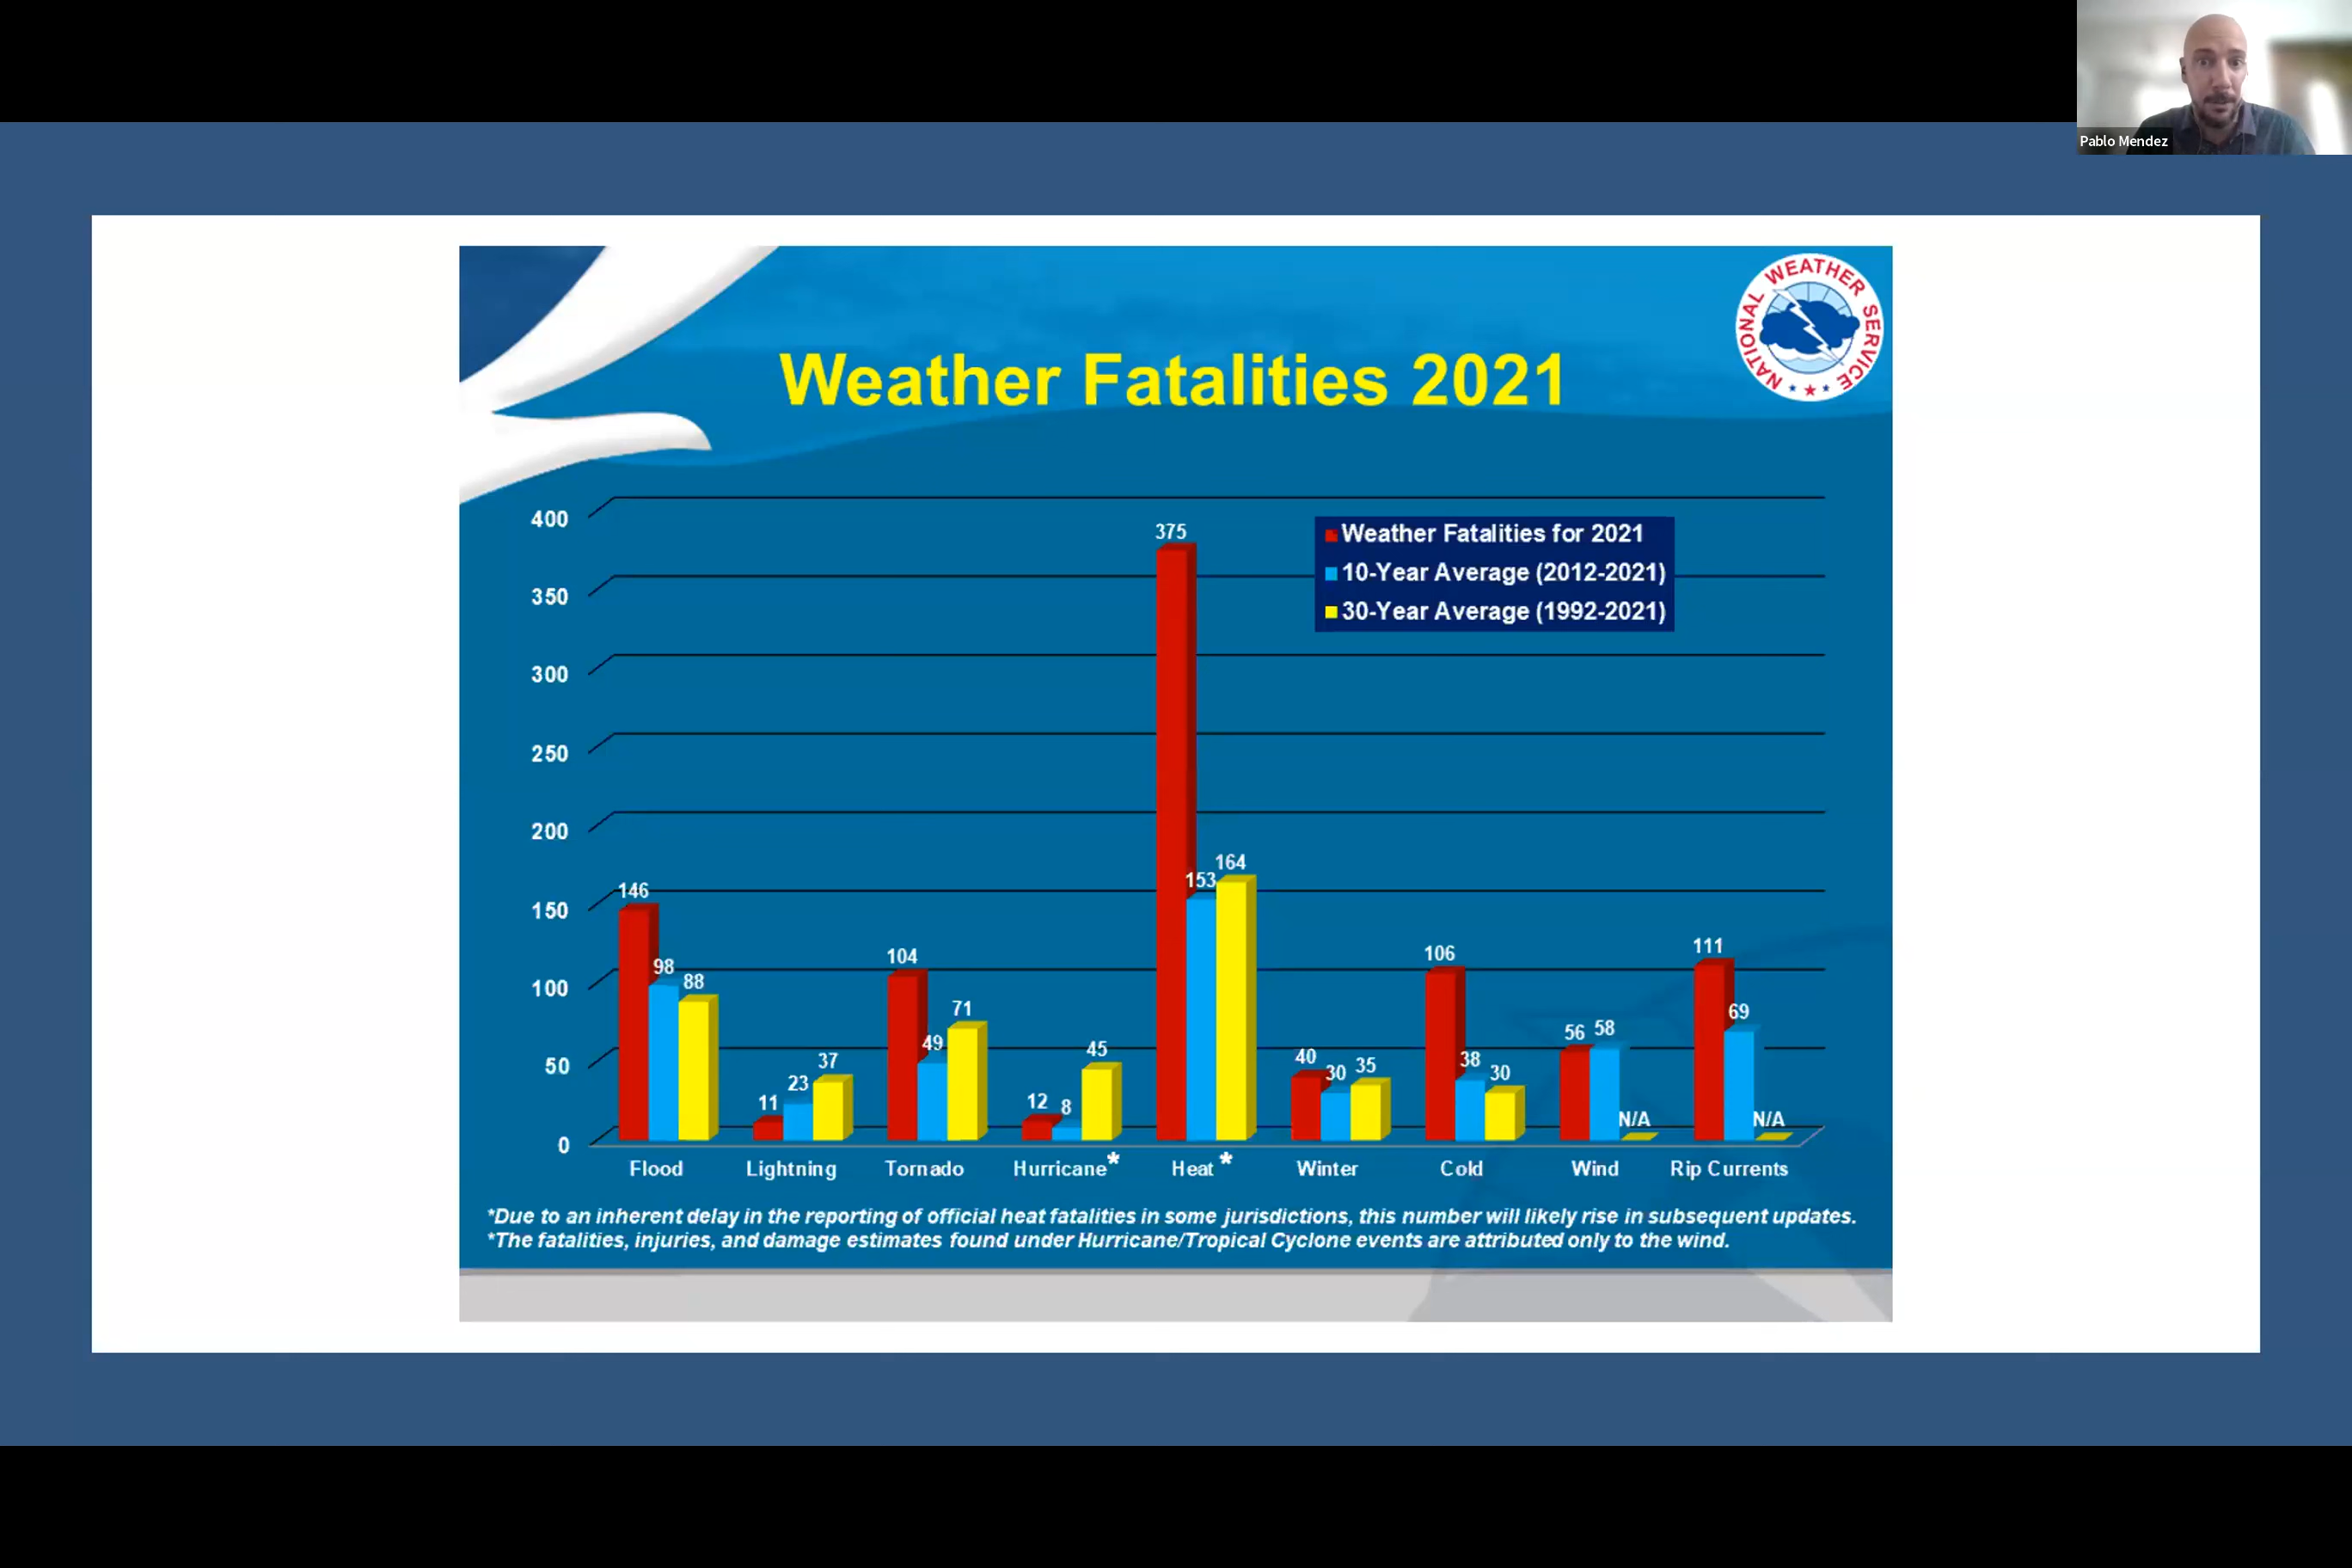 Pablo Mendez
NATIONAL WEATHER SERVICE
Weather Fatalities 2021
Weather Fatalities for 2021
10-Year Average (2012-2021)
30-Year Average (1992-2021)
400
350
300
250
200
150
100
50
0
146
98
88
11
23
37
104
49
71
12
8
45
375
153
164
40
30
35
106
38
30
56
58
N/A
111
69
N/A
Flood
Lightning
Tornado
Hurricane*
Heat *
Winter
Cold
Wind
Rip Currents
*Due to an inherent delay in the reporting of official heat fatalities in some jurisdictions, this number will likely rise in subsequent updates.
*The fatalities, injuries, and damage estimates found under Hurricane/Tropical Cyclone events are attributed only to the wind.